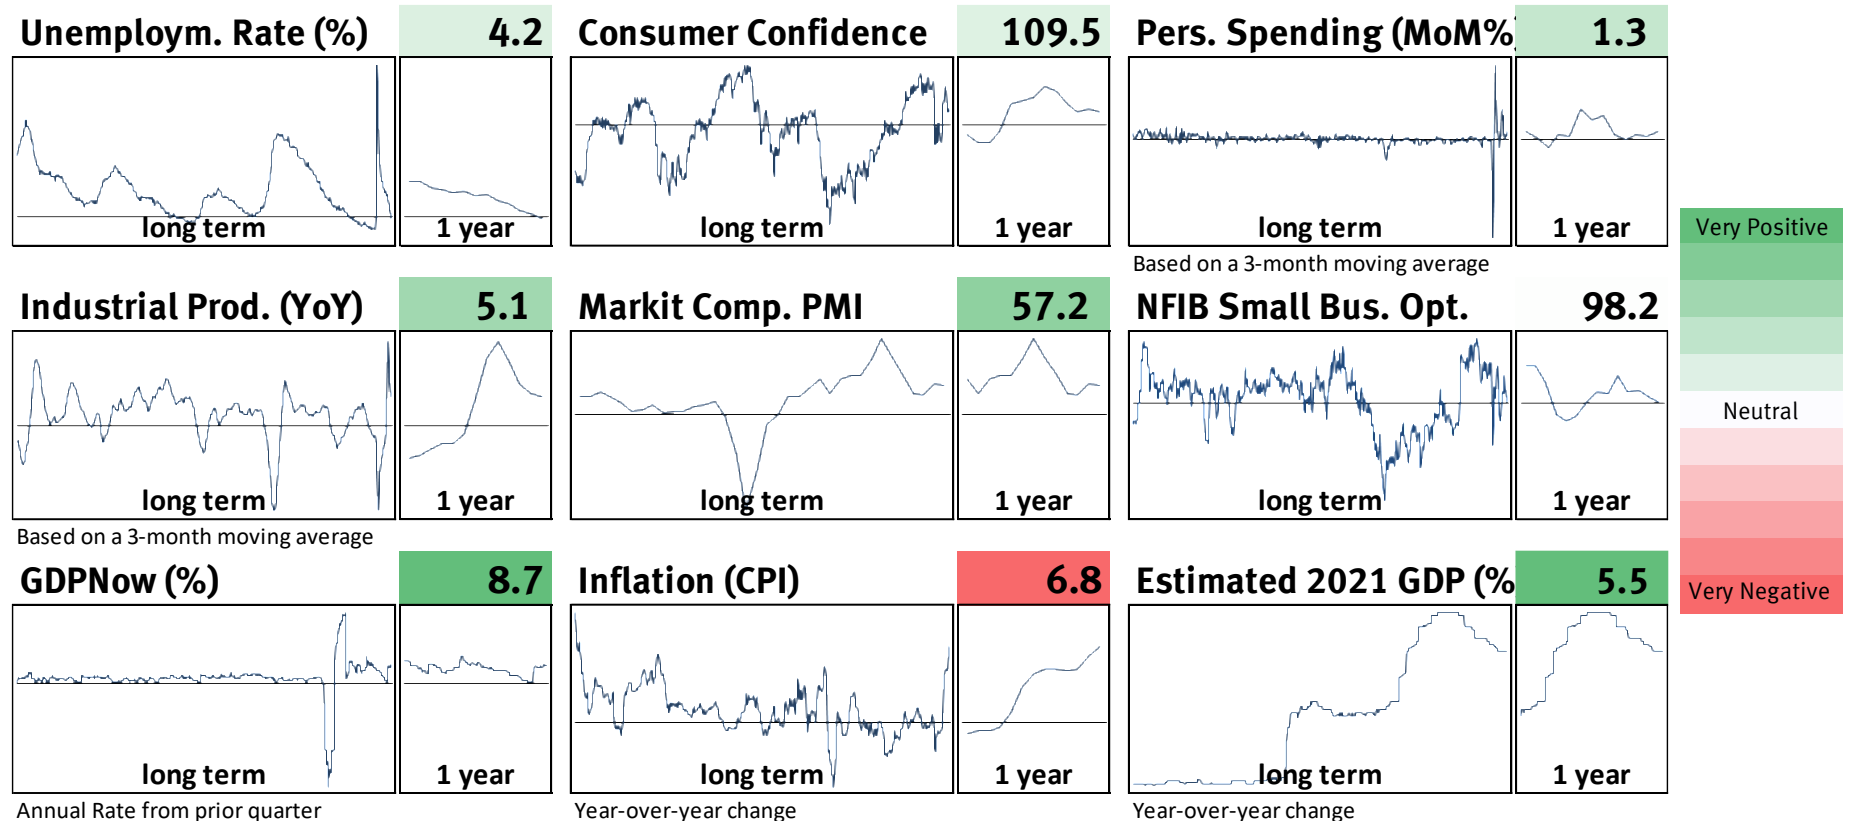 Unemploym. Rate (%) 4.2
Consumer Confidence 109.5
Pers. Spending (MoM%) 1.3
long term 1 year
long term 1 year
long term 1 year
Based on a 3-month moving average
Industrial Prod. (YoY) 5.1
Markit Comp. PMI 57.2
NFIB Small Bus. Opt. 98.2
long term 1 year
long term 1 year
long term 1 year
Based on a 3-month moving average
GDPNow (%) 8.7
Inflation (CPI) 6.8
Estimated 2021 GDP (% 5.5
long term 1 year
long term 1 year
long term 1 year
Annual Rate from prior quarter
Year-over-year change
Year-over-year change
Very Positive
Neutral
Very Negative